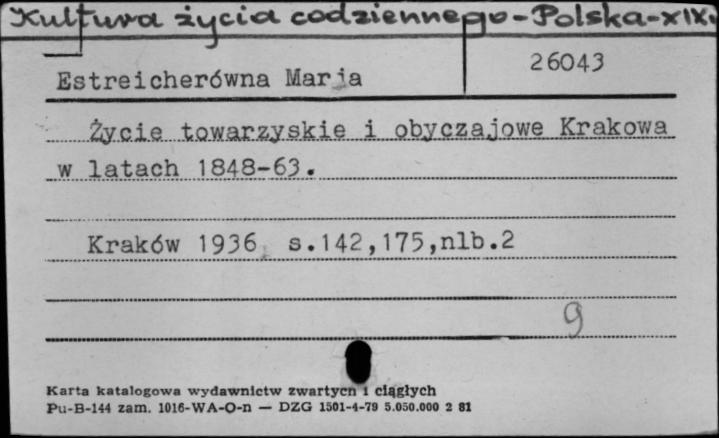 Kultura życia codziennego-Polska-XIXw
26043
Estreicherówna Marja
Życie towarzyskie i obyczajowe Krakowa
w latach 1848-63.
Kraków 1936 s.142,175,nlb.2
9
Karta katalogowa wydawnictw zwartych i ciągłych
Pu-B-144 zam. 1016-WA-O-n — DZG 1501-4-79 5.050.000 2 81